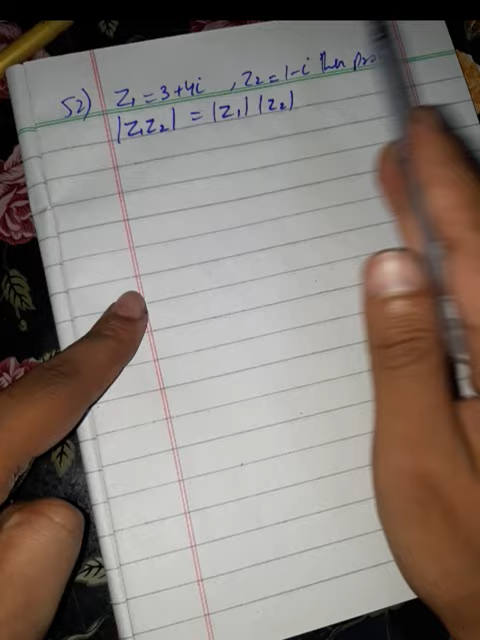 52) Z₁ = 3+4i , Z₂ = 1-i then
|Z₁Z₂| = |Z₁| |Z₂|